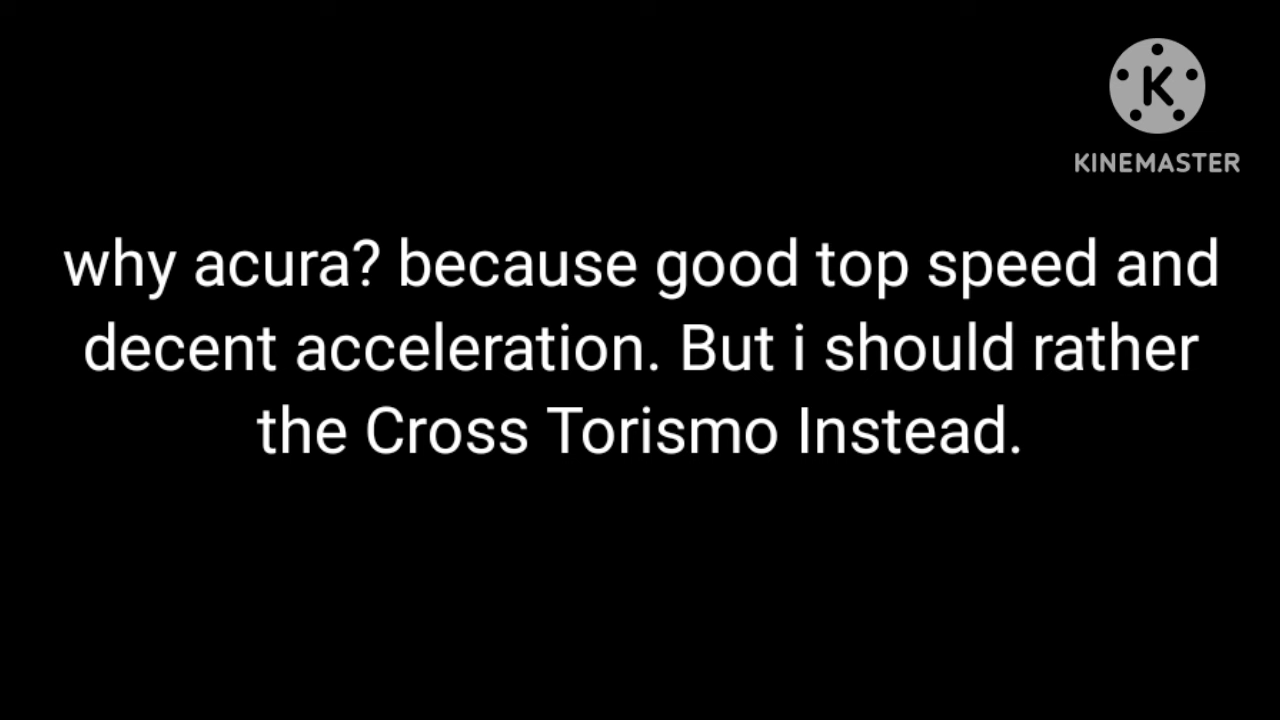 K
KINEMASTER
why acura? because good top speed and
decent acceleration. But i should rather
the Cross Torismo Instead.